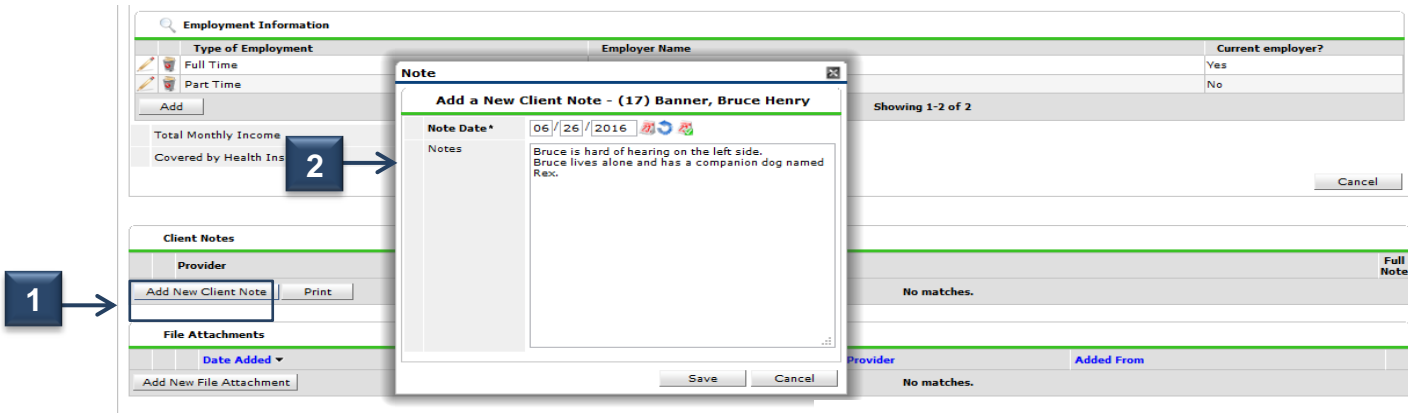 Employment Information
Type of Employment Employer Name Current employer?
Full Time Yes
Part Time No
Add Showing 1-2 of 2
Total Monthly Income
Covered by Health Ins
Cancel
Note
Add a New Client Note - (17) Banner, Bruce Henry
Note Date* 06/26/2016
Notes
Bruce is hard of hearing on the left side.
Bruce lives alone and has a companion dog named
Rex.
Save Cancel
2
Client Notes
Provider Full
Note
1
Add New Client Note Print No matches.
File Attachments
Date Added Provider Added From
Add New File Attachment No matches.